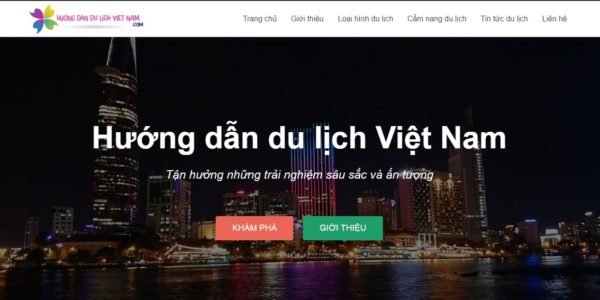 HƯỚNG DẪN DU LỊCH VIỆT NAM
.COM
Trang chủ Giới thiệu Loại hình du lịch Cẩm nang du lịch Tin tức du lịch Liên hệ
Hướng dẫn du lịch Việt Nam
Tận hưởng những trải nghiệm sâu sắc và ấn tượng
KHÁM PHÁ GIỚI THIỆU